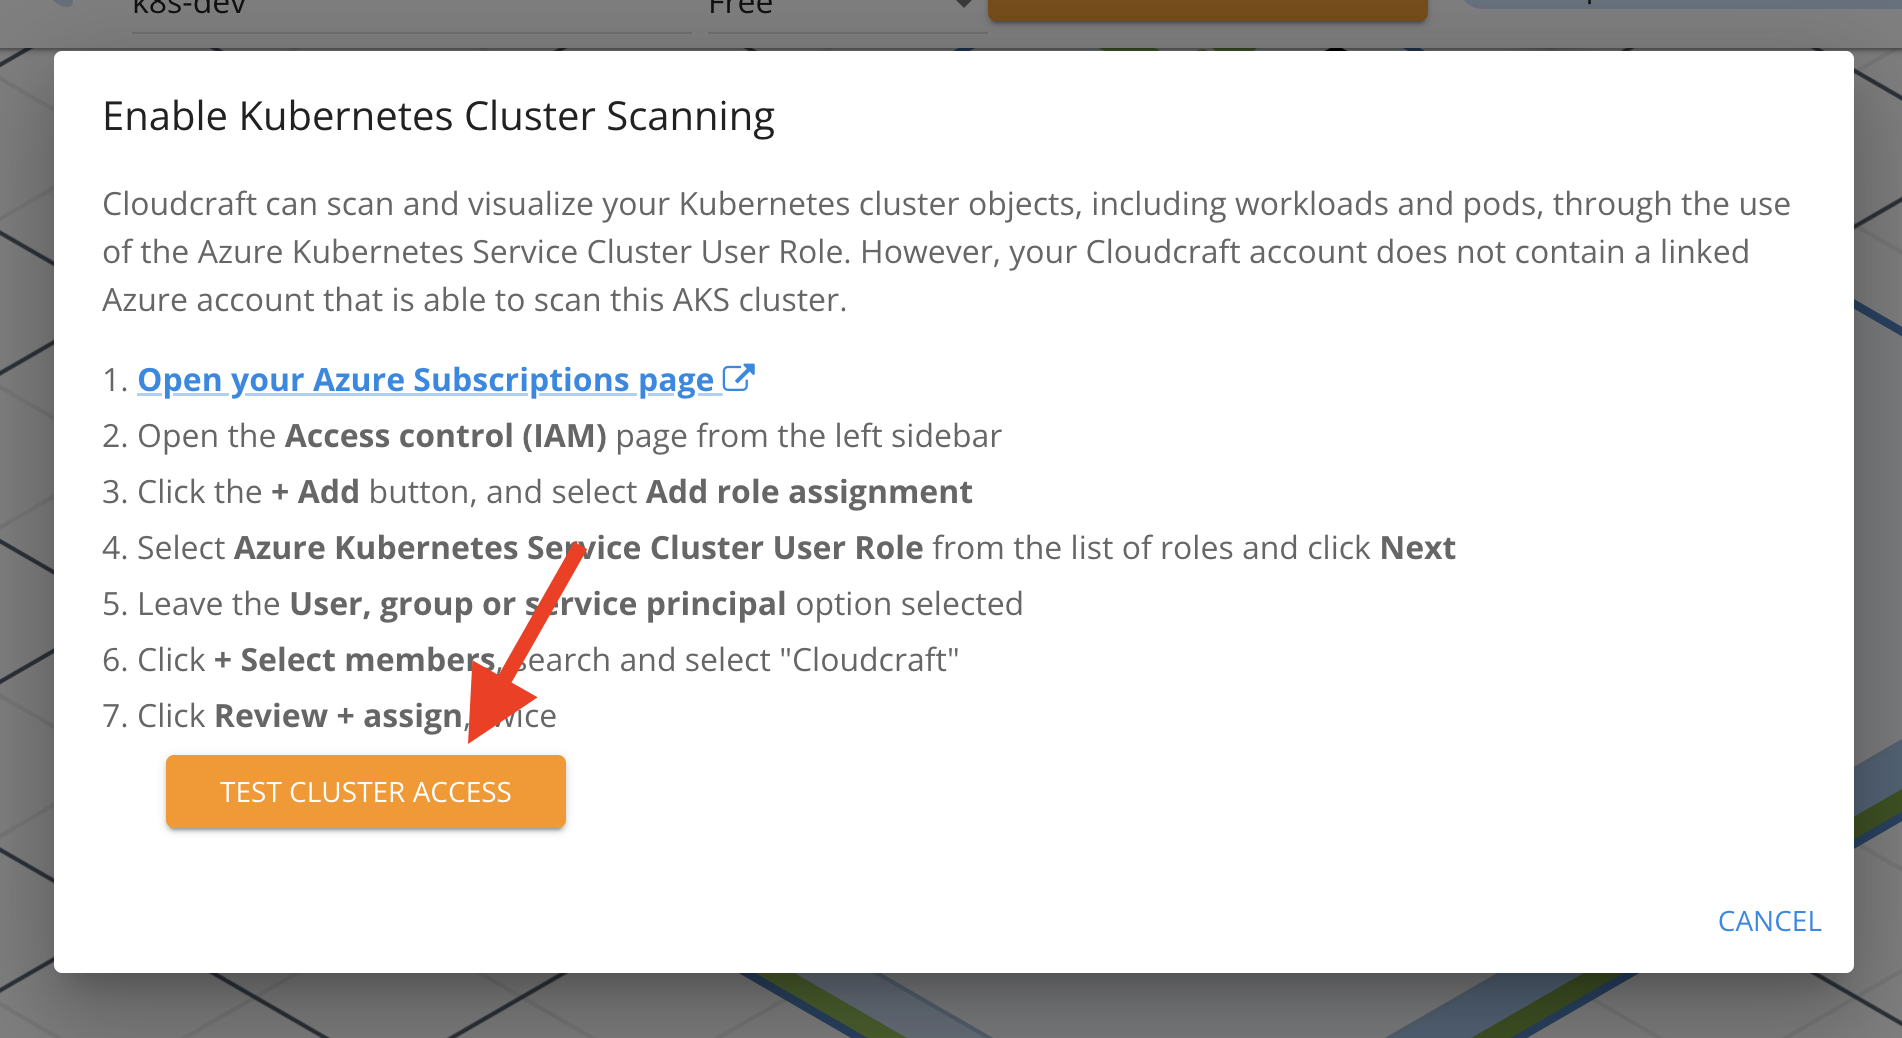 k8s-dev Free
Enable Kubernetes Cluster Scanning
Cloudcraft can scan and visualize your Kubernetes cluster objects, including workloads and pods, through the use
of the Azure Kubernetes Service Cluster User Role. However, your Cloudcraft account does not contain a linked
Azure account that is able to scan this AKS cluster.
1. Open your Azure Subscriptions page
2. Open the Access control (IAM) page from the left sidebar
3. Click the + Add button, and select Add role assignment
4. Select Azure Kubernetes Service Cluster User Role from the list of roles and click Next
5. Leave the User, group or service principal option selected
6. Click + Select members, search and select "Cloudcraft"
7. Click Review + assign, twice
TEST CLUSTER ACCESS
CANCEL